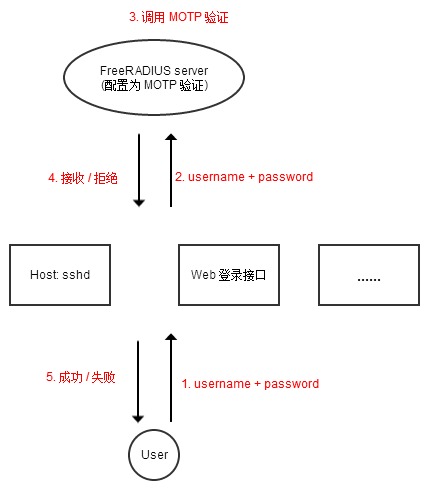 3. 调用 MOTP 验证
FreeRADIUS server
(配置为 MOTP 验证)
4. 接收 / 拒绝
2. username + password
Host: sshd
Web 登录接口
......
5. 成功 / 失败
1. username + password
User